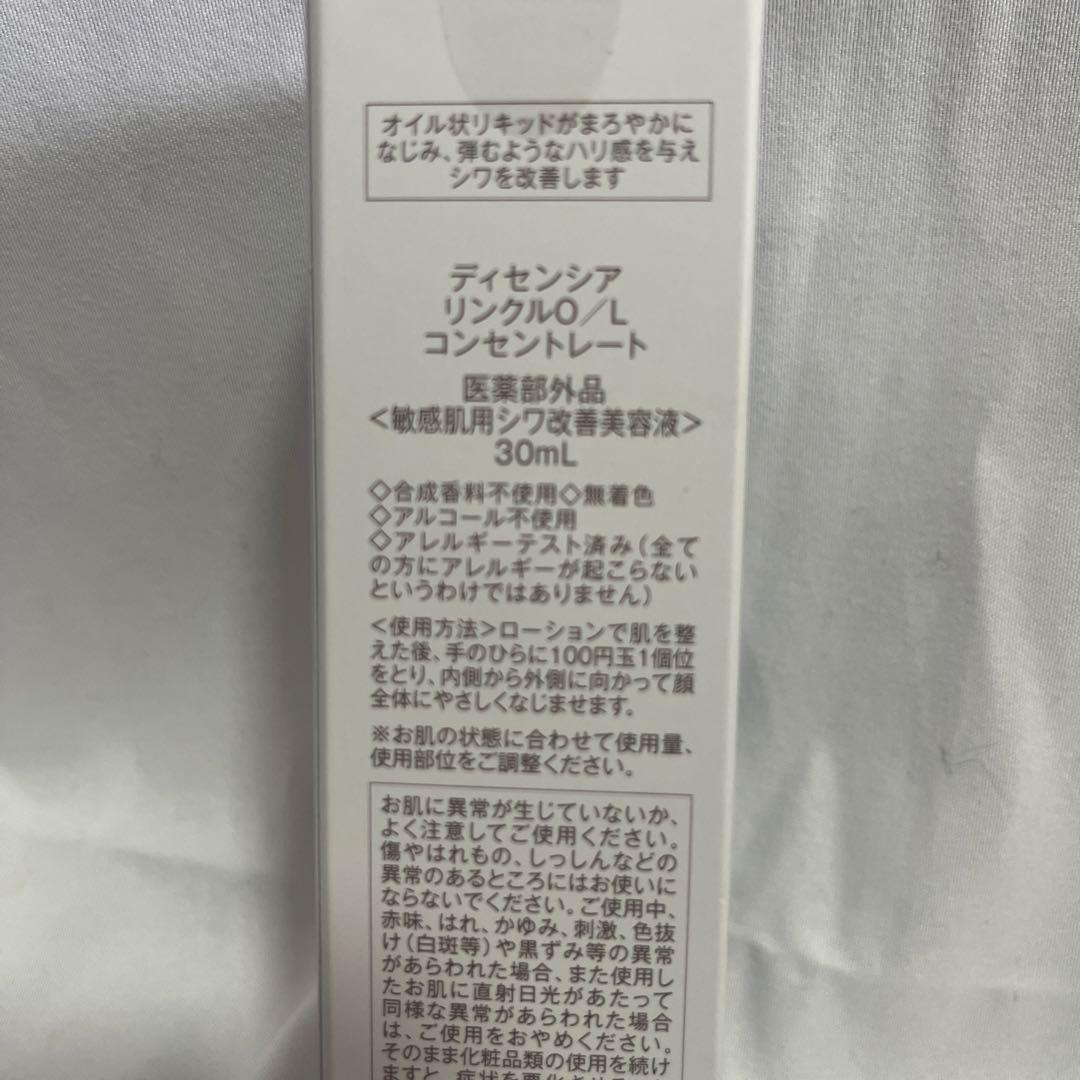 オイル状リキッドがまろやかに
なじみ、弾むようなハリ感を与え
シワを改善します
ディセンシア
リンクルO／L
コンセントレート
医薬部外品
<敏感肌用シワ改善美容液>
30mL
◇合成香料不使用◇無着色
◇アルコール不使用
◇アレルギーテスト済み(全て
の方にアレルギーが起こらない
というわけではありません)
<使用方法>ローションで肌を整
えた後、手のひらに100円玉1個位
をとり、内側から外側に向かって顔
全体にやさしくなじませます。
※お肌の状態に合わせて使用量、
使用部位をご調整ください。
お肌に異常が生じていないか、
よく注意してご使用ください。
傷やはれもの、しっしんなどの
異常のあるところにはお使いに
ならないでください。ご使用中、
赤味、はれ、かゆみ、刺激、色抜
け(白斑等)や黒ずみ等の異常
があらわれた場合、また使用し
たお肌に直射日光があたって
同様な異常があらわれた場合
は、ご使用をおやめください。
そのまま化粧品類の使用を続け
ますと、症状を悪化させる